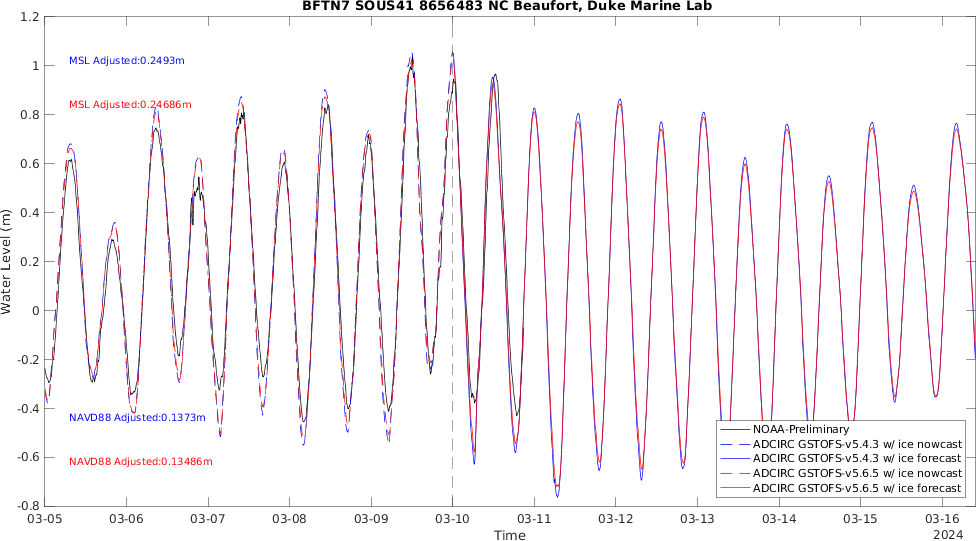 BFTN7 SOUS41 8656483 NC Beaufort, Duke Marine Lab
1.2
1
0.8
0.6
0.4
0.2
0
-0.2
-0.4
-0.6
-0.8
Water Level (m)
MSL Adjusted:0.2493m
MSL Adjusted:0.24686m
NAVD88 Adjusted:0.1373m
NAVD88 Adjusted:0.13486m
NOAA-Preliminary
ADCIRC GSTOFS-v5.4.3 w/ ice nowcast
ADCIRC GSTOFS-v5.4.3 w/ ice forecast
ADCIRC GSTOFS-v5.6.5 w/ ice nowcast
ADCIRC GSTOFS-v5.6.5 w/ ice forecast
03-05 03-06 03-07 03-08 03-09 03-10 03-11 03-12 03-13 03-14 03-15 03-16
Time
2024